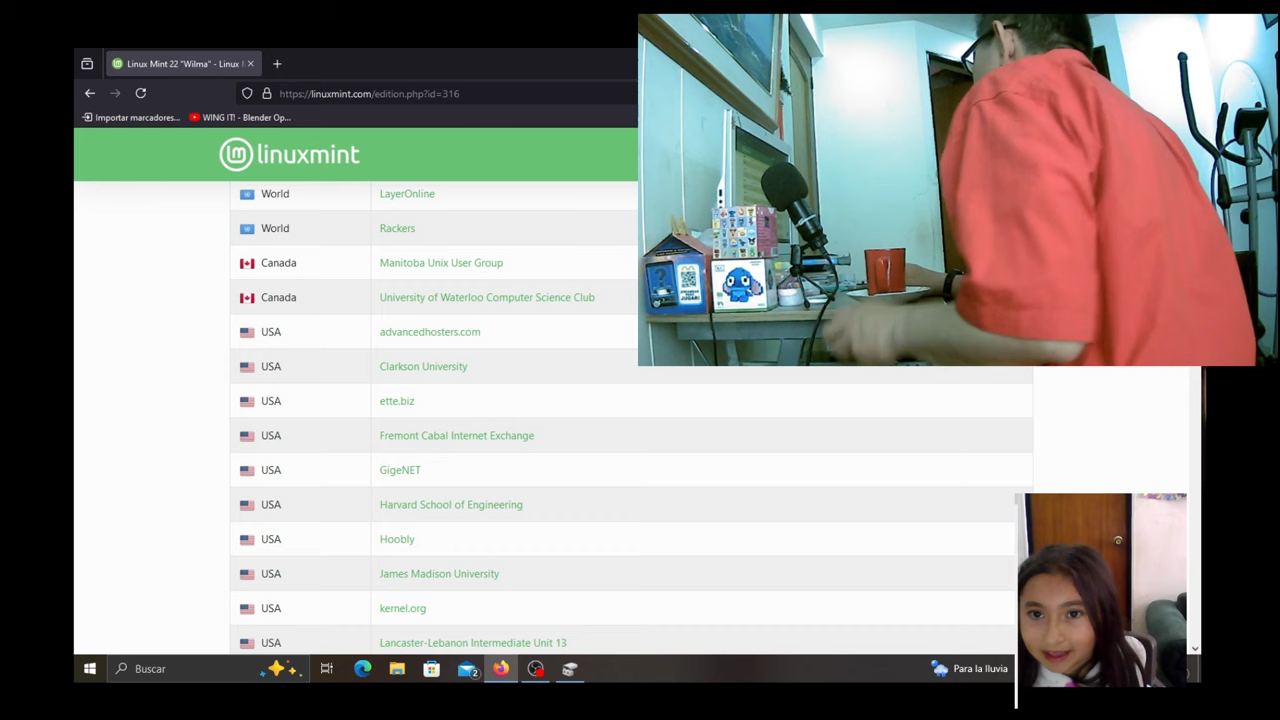 Linux Mint 22 "Wilma" - Linux
https://linuxmint.com/edition.php?id=316
Importar marcadores...
WING IT! - Blender Op...
lm linuxmint
World LayerOnline
World Rackers
Canada Manitoba Unix User Group
Canada University of Waterloo Computer Science Club
USA advancedhosters.com
USA Clarkson University
USA ette.biz
USA Fremont Cabal Internet Exchange
USA GigeNET
USA Harvard School of Engineering
USA Hoobly
USA James Madison University
USA kernel.org
USA Lancaster-Lebanon Intermediate Unit 13
Buscar
2
Para la lluvia